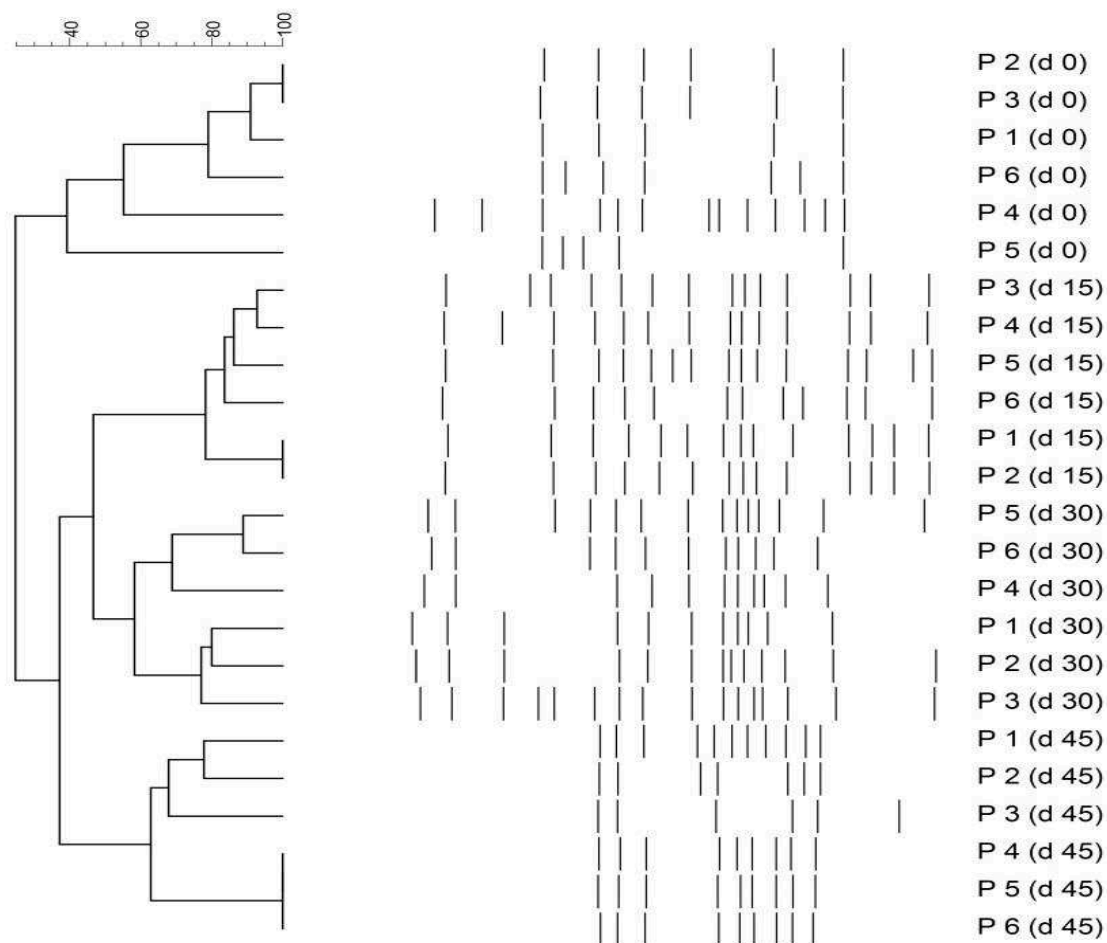 40
60
80
100
P 2 (d 0)
P 3 (d 0)
P 1 (d 0)
P 6 (d 0)
P 4 (d 0)
P 5 (d 0)
P 3 (d 15)
P 4 (d 15)
P 5 (d 15)
P 6 (d 15)
P 1 (d 15)
P 2 (d 15)
P 5 (d 30)
P 6 (d 30)
P 4 (d 30)
P 1 (d 30)
P 2 (d 30)
P 3 (d 30)
P 1 (d 45)
P 2 (d 45)
P 3 (d 45)
P 4 (d 45)
P 5 (d 45)
P 6 (d 45)